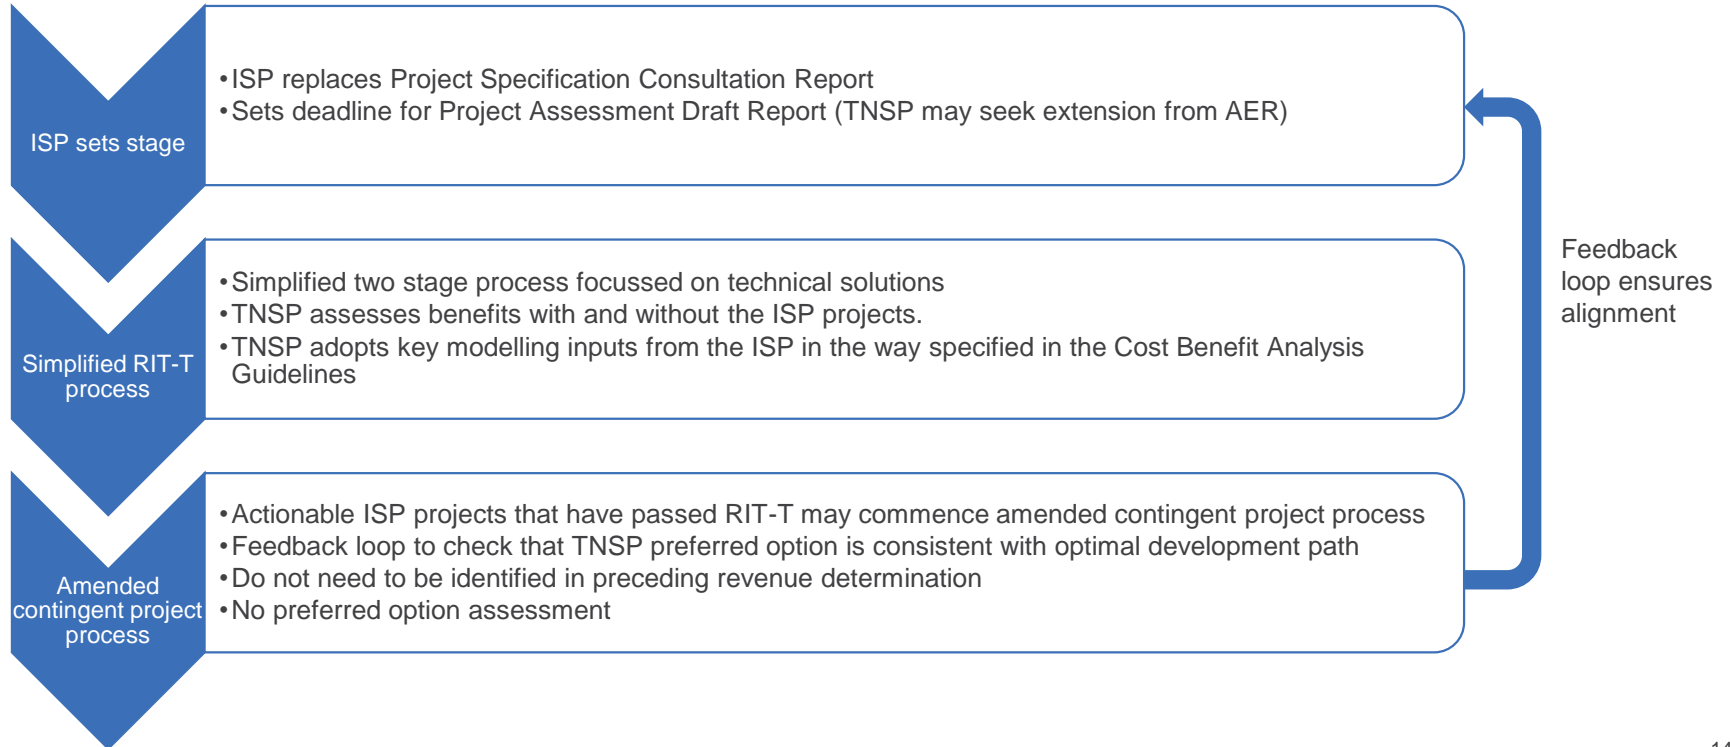 ISP sets stage
•ISP replaces Project Specification Consultation Report
•Sets deadline for Project Assessment Draft Report (TNSP may seek extension from AER)
Simplified RIT-T
process
•Simplified two stage process focussed on technical solutions
•TNSP assesses benefits with and without the ISP projects.
•TNSP adopts key modelling inputs from the ISP in the way specified in the Cost Benefit Analysis
Guidelines
Amended
contingent project
process
•Actionable ISP projects that have passed RIT-T may commence amended contingent project process
•Feedback loop to check that TNSP preferred option is consistent with optimal development path
•Do not need to be identified in preceding revenue determination
•No preferred option assessment
Feedback
loop ensures
alignment